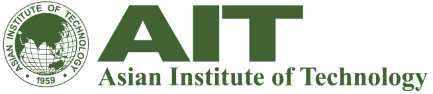 ASIAN INSTITUTE OF TECHNOLOGY
1959
AIT
Asian Institute of Technology